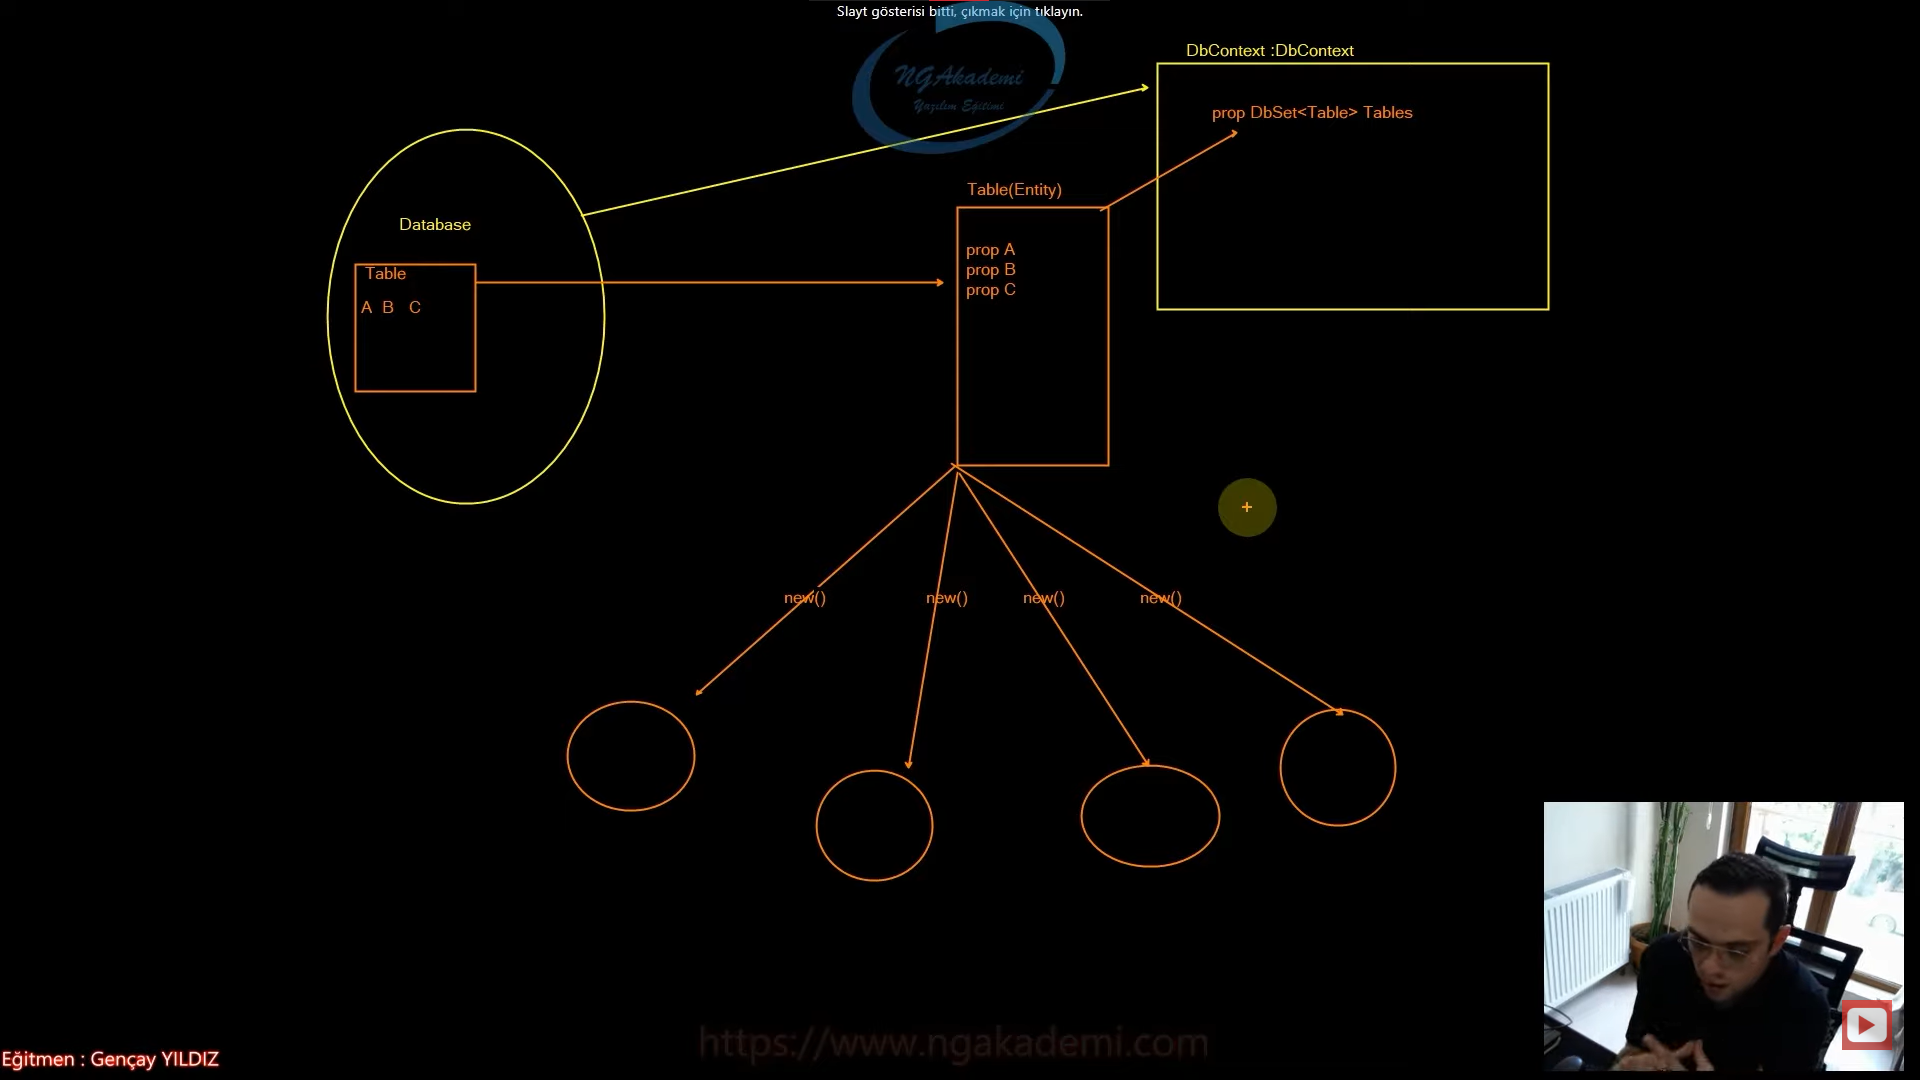 Slayt gösterisi bitti, çıkmak için tıklayın.
NGAkademi
Yazılım Eğitimi
DbContext :DbContext
prop DbSet<Table> Tables
Table(Entity)
prop A
prop B
prop C
Database
Table
A B C
new() new() new() new()
https://www.ngakademi.com
Eğitmen : Gençay YILDIZ